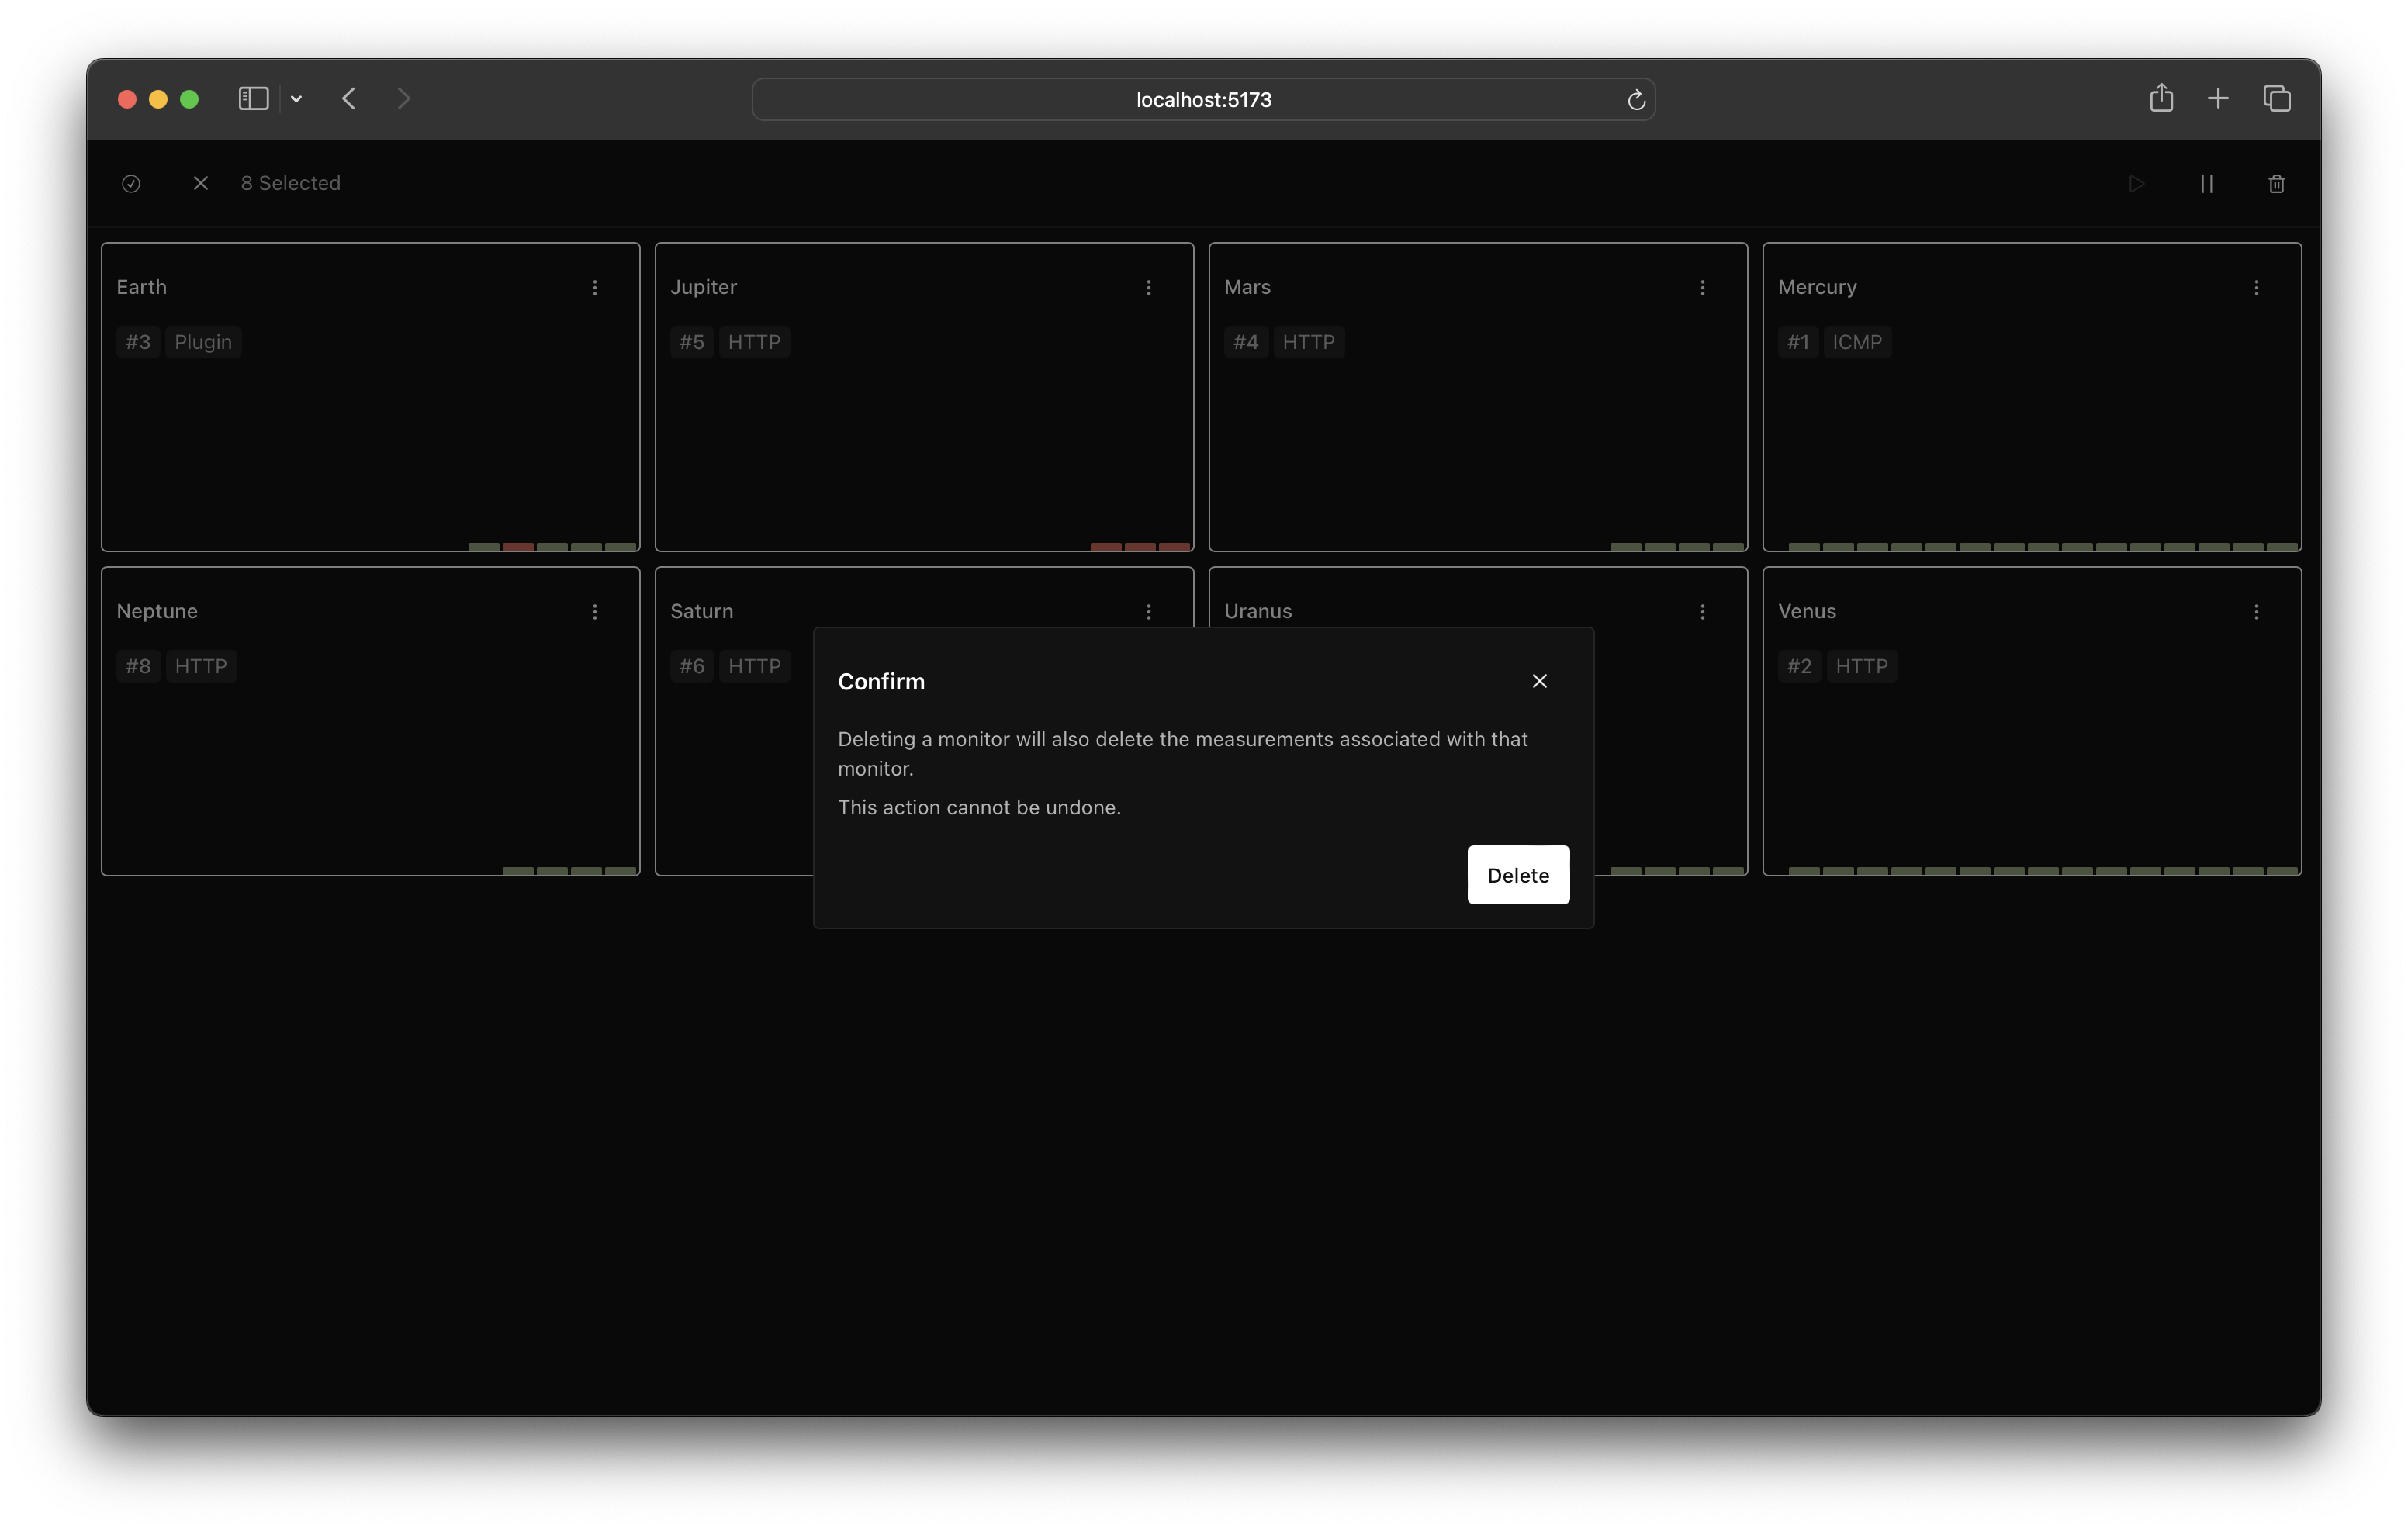 localhost:5173
8 Selected
Earth
#3 Plugin
Jupiter
#5 HTTP
Mars
#4 HTTP
Mercury
#1 ICMP
Neptune
#8 HTTP
Saturn
#6 HTTP
Uranus
Venus
#2 HTTP
Confirm
Deleting a monitor will also delete the measurements associated with that
monitor.
This action cannot be undone.
Delete